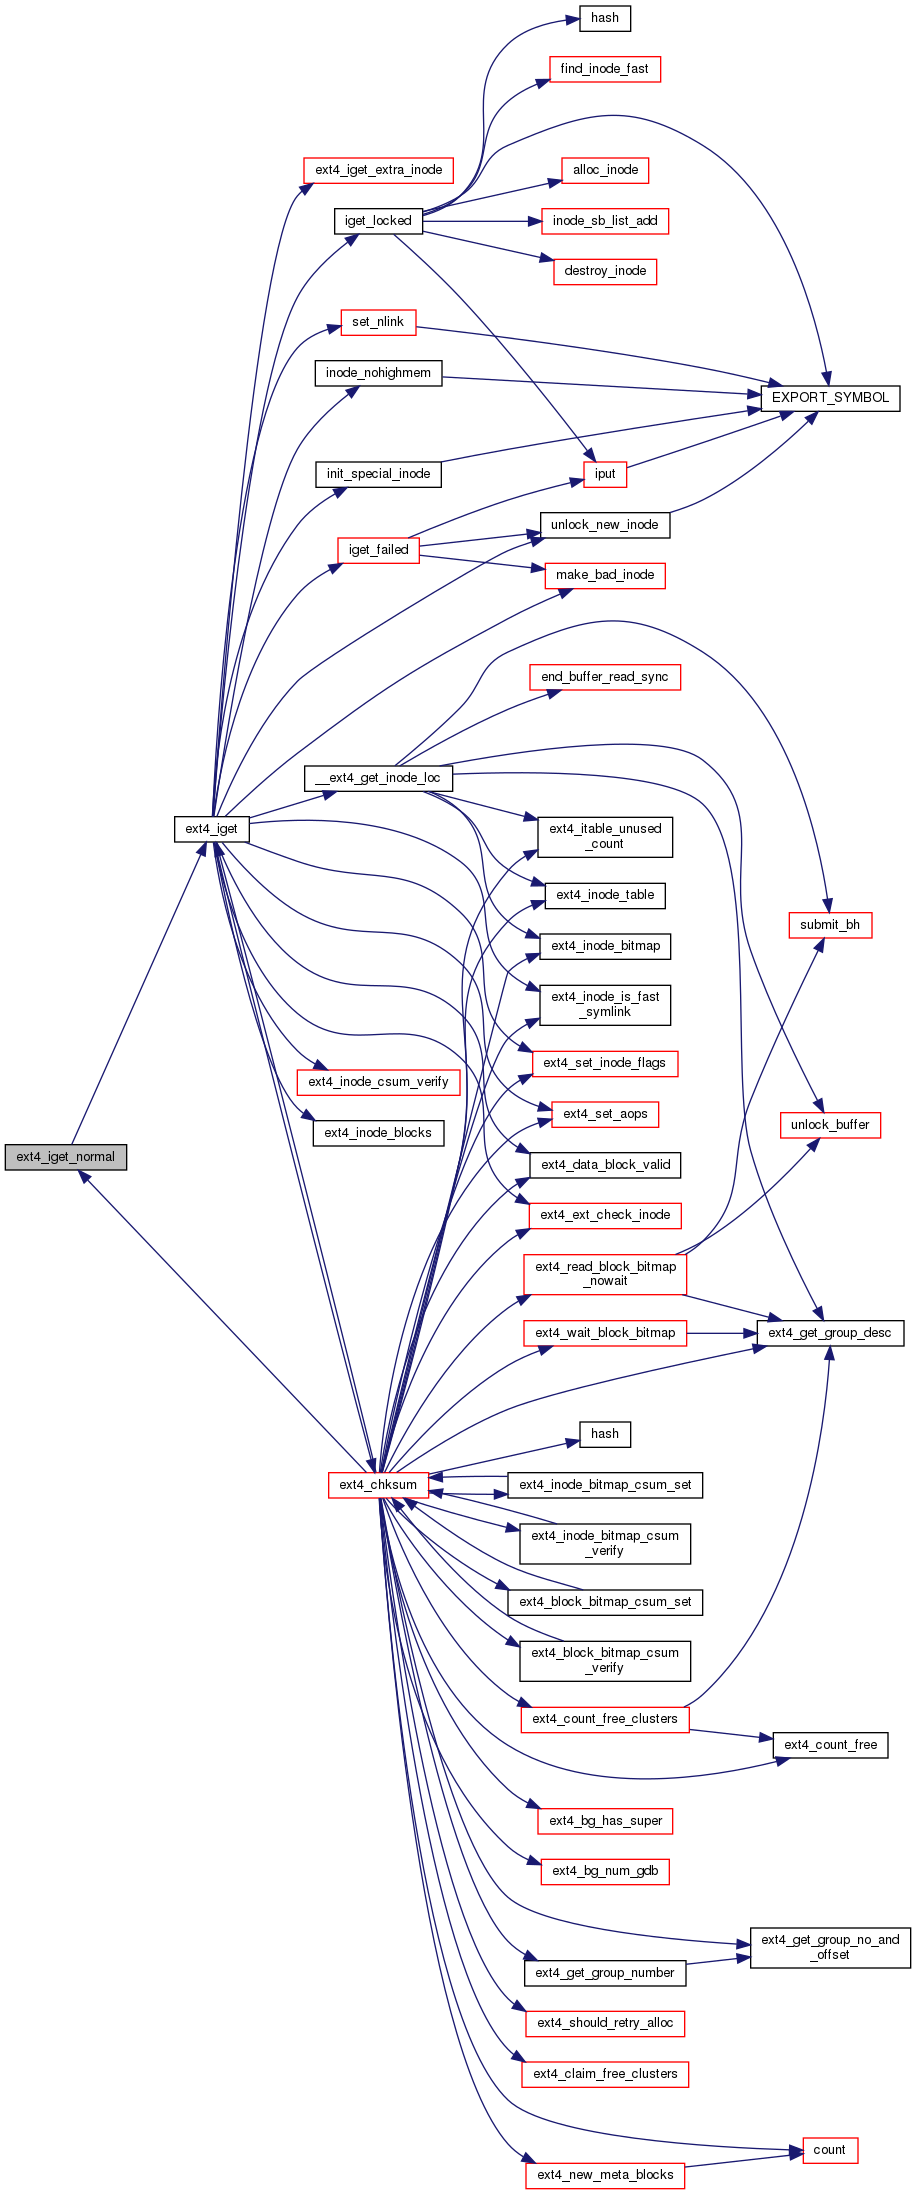 hash
find_inode_fast
ext4_iget_extra_inode
alloc_inode
iget_locked
inode_sb_list_add
destroy_inode
set_nlink
inode_nohighmem
EXPORT_SYMBOL
init_special_inode
iput
unlock_new_inode
iget_failed
make_bad_inode
end_buffer_read_sync
__ext4_get_inode_loc
ext4_iget
ext4_itable_unused
_count
ext4_inode_table
submit_bh
ext4_inode_bitmap
ext4_inode_is_fast
_symlink
ext4_set_inode_flags
ext4_inode_csum_verify
ext4_set_aops
unlock_buffer
ext4_inode_blocks
ext4_iget_normal
ext4_data_block_valid
ext4_ext_check_inode
ext4_read_block_bitmap
_nowait
ext4_wait_block_bitmap
ext4_get_group_desc
hash
ext4_chksum
ext4_inode_bitmap_csum_set
ext4_inode_bitmap_csum
_verify
ext4_block_bitmap_csum_set
ext4_block_bitmap_csum
_verify
ext4_count_free_clusters
ext4_count_free
ext4_bg_has_super
ext4_bg_num_gdb
ext4_get_group_no_and
_offset
ext4_get_group_number
ext4_should_retry_alloc
ext4_claim_free_clusters
count
ext4_new_meta_blocks